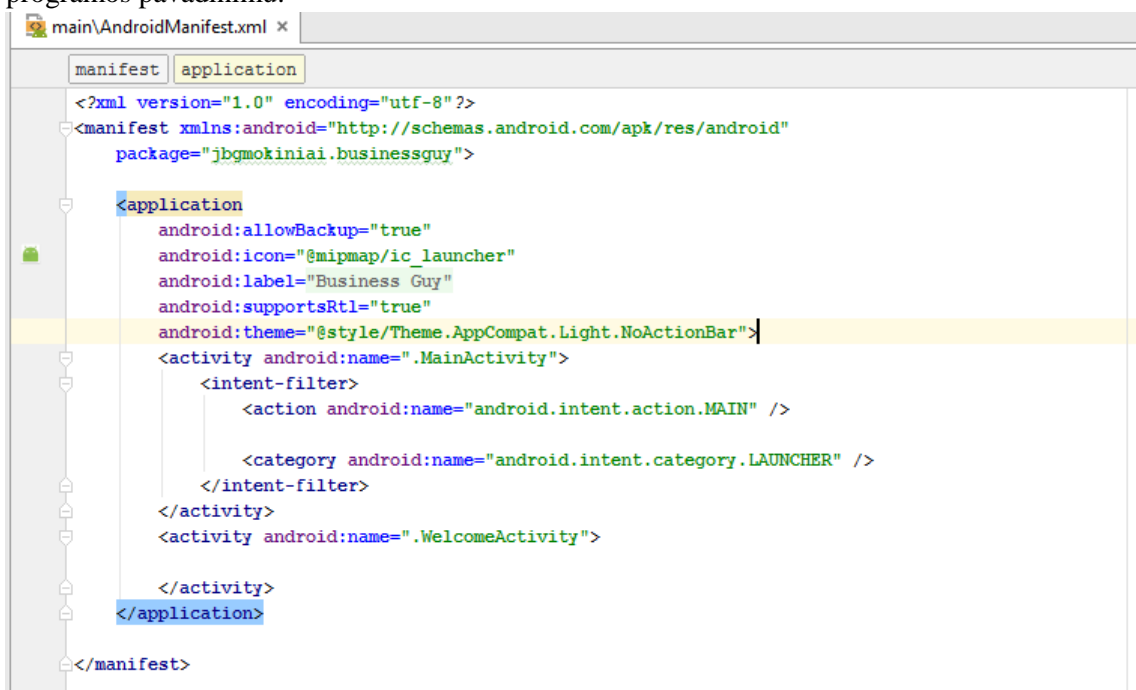 programos pavadinimą.
main\AndroidManifest.xml ×
manifest application
<?xml version="1.0" encoding="utf-8"?>
<manifest xmlns:android="http://schemas.android.com/apk/res/android"
    package="jbgmokiniai.businessguy">
    <application
        android:allowBackup="true"
        android:icon="@mipmap/ic_launcher"
        android:label="Business Guy"
        android:supportsRtl="true"
        android:theme="@style/Theme.AppCompat.Light.NoActionBar">
        <activity android:name=".MainActivity">
            <intent-filter>
                <action android:name="android.intent.action.MAIN" />
                <category android:name="android.intent.category.LAUNCHER" />
            </intent-filter>
        </activity>
        <activity android:name=".WelcomeActivity">
        </activity>
    </application>
</manifest>